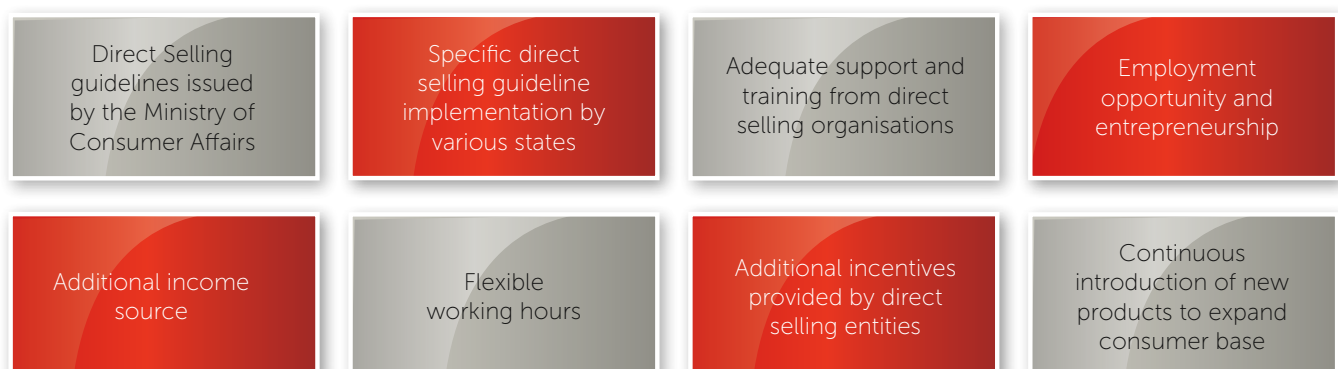 Direct Selling
guidelines issued
by the Ministry of
Consumer Affairs
Specific direct
selling guideline
implementation by
various states
Adequate support and
training from direct
selling organisations
Employment
opportunity and
entrepreneurship
Additional income
source
Flexible
working hours
Additional incentives
provided by direct
selling entities
Continuous
introduction of new
products to expand
consumer base